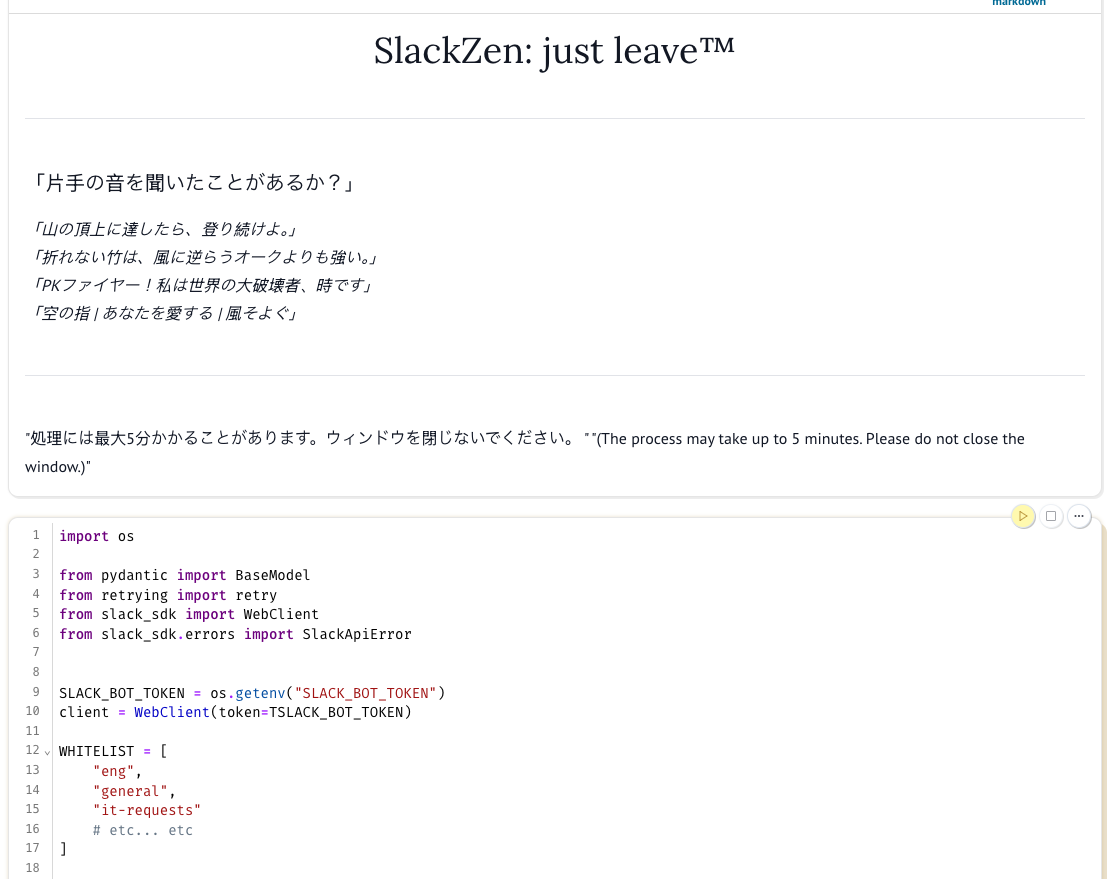 markdown
SlackZen: just leave™
「片手の音を聞いたことがあるか？」
「山の頂上に達したら、登り続けよ。」
「折れない竹は、風に逆らうオークよりも強い。」
「PKファイヤー！私は世界の大破壊者、時です」
「空の指 | あなたを愛する | 風そよぐ」
"処理には最大5分かかることがあります。ウィンドウを閉じないでください。 " "(The process may take up to 5 minutes. Please do not close the
window.)"
1 import os
2
3 from pydantic import BaseModel
4 from retrying import retry
5 from slack_sdk import WebClient
6 from slack_sdk.errors import SlackApiError
7
8
9 SLACK_BOT_TOKEN = os.getenv("SLACK_BOT_TOKEN")
10 client = WebClient(token=TSLACK_BOT_TOKEN)
11
12 WHITELIST = [
13     "eng",
14     "general",
15     "it-requests"
16     # etc... etc
17 ]
18